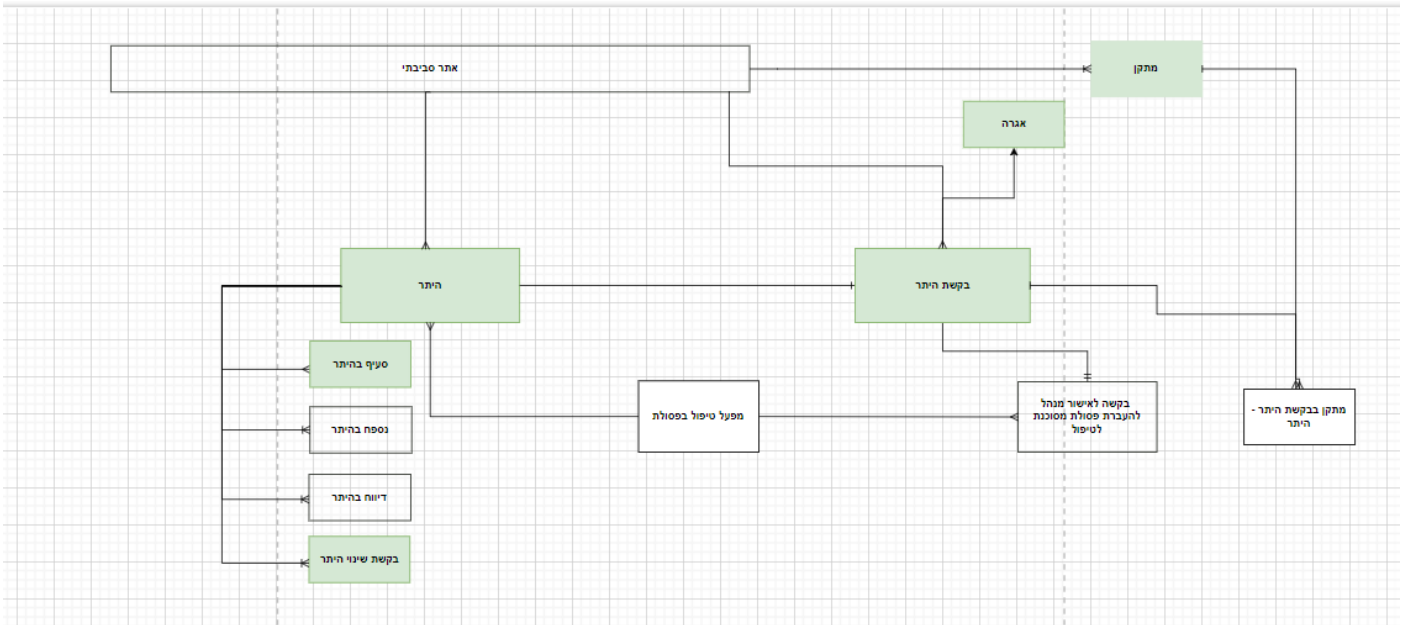 אתר סביבתי
מתקן
אגרה
היתר
בקשת היתר
סעיף בהיתר
נספח בהיתר
דיווח בהיתר
בקשת שינוי היתר
מפעל טיפול בפסולת
בקשה לאישור מנהל
להעברת פסולת מסוכנת
לטיפול
מתקן בבקשת היתר -
היתר